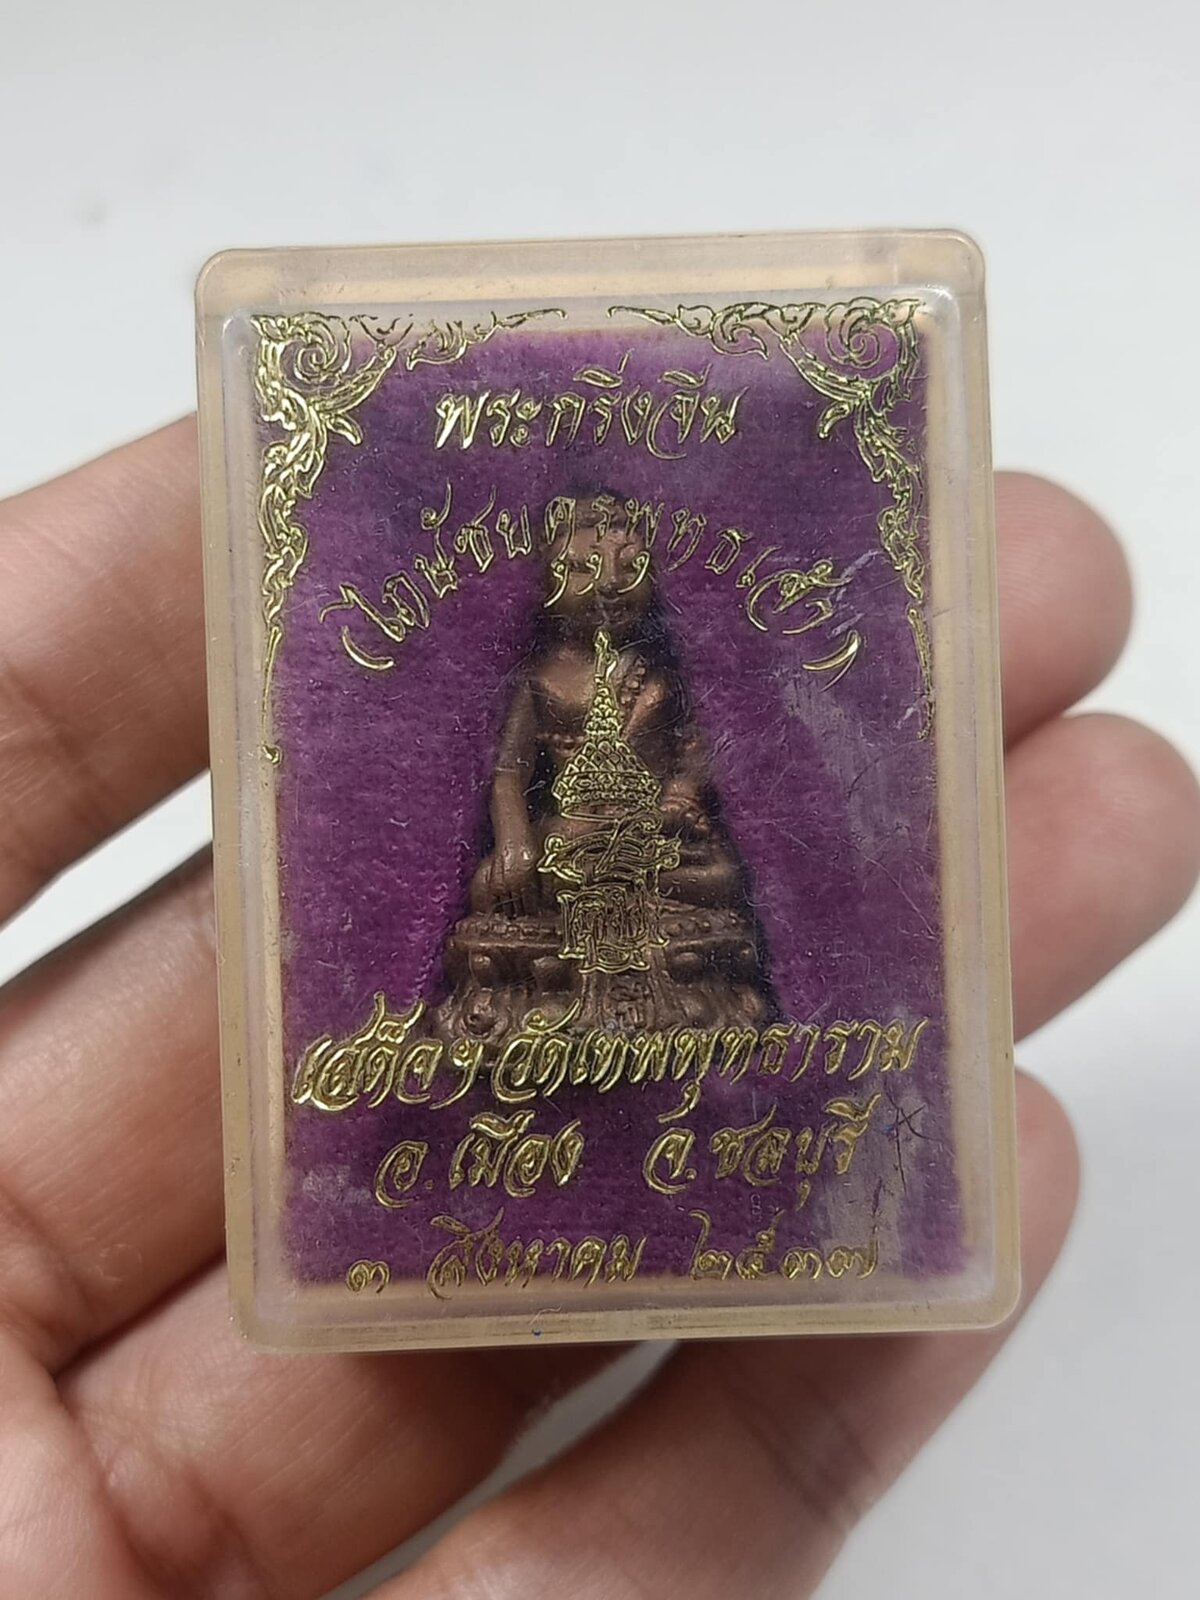 พระกริ่งจีน
(ไภษัชยคุรุพุทธเจ้า)
เสด็จฯ วัดเทพพุทธาราม
อ.เมือง จ.ชลบุรี
๓ สิงหาคม ๒๕๓๗